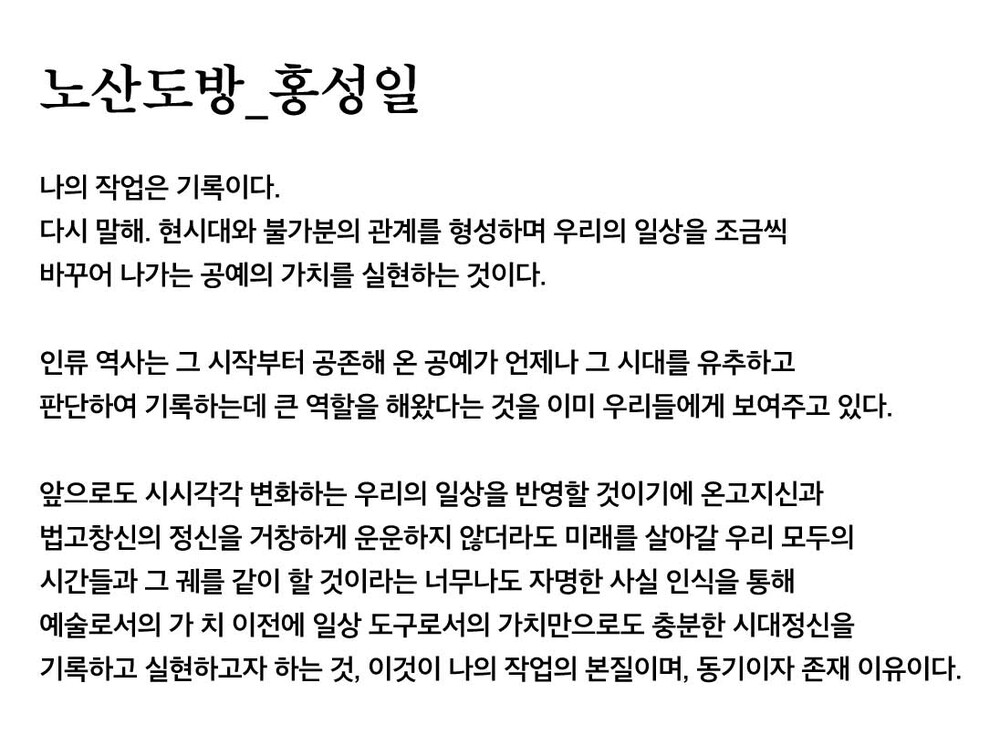 노산도방_홍성일
나의 작업은 기록이다.
다시 말해. 현시대와 불가분의 관계를 형성하며 우리의 일상을 조금씩
바꾸어 나가는 공예의 가치를 실현하는 것이다.
인류 역사는 그 시작부터 공존해 온 공예가 언제나 그 시대를 유추하고
판단하여 기록하는데 큰 역할을 해왔다는 것을 이미 우리들에게 보여주고 있다.
앞으로도 시시각각 변화하는 우리의 일상을 반영할 것이기에 온고지신과
법고창신의 정신을 거창하게 운운하지 않더라도 미래를 살아갈 우리 모두의
시간들과 그 궤를 같이 할 것이라는 너무나도 자명한 사실 인식을 통해
예술로서의 가 치 이전에 일상 도구로서의 가치만으로도 충분한 시대정신을
기록하고 실현하고자 하는 것, 이것이 나의 작업의 본질이며, 동기이자 존재 이유이다.